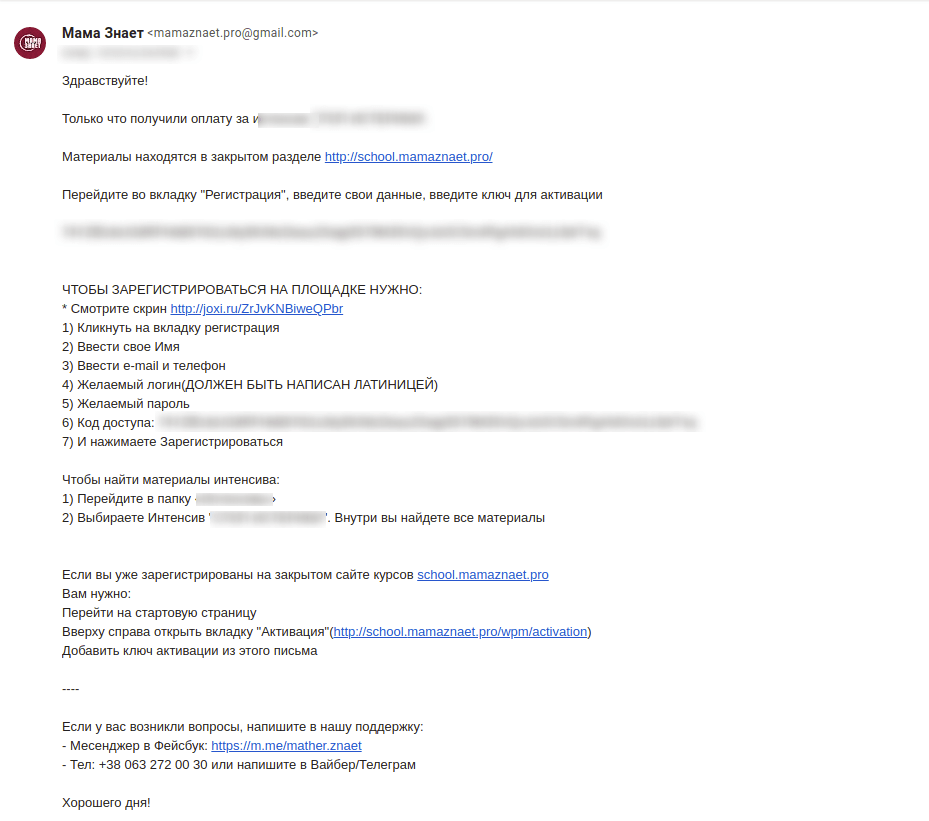 МАМА
ЗНАЕТ
Мама Знает <mamaznaet.pro@gmail.com>
Здравствуйте!
Только что получили оплату за
Материалы находятся в закрытом разделе http://school.mamaznaet.pro/
Перейдите во вкладку "Регистрация", введите свои данные, введите ключ для активации
ЧТОБЫ ЗАРЕГИСТРИРОВАТЬСЯ НА ПЛОЩАДКЕ НУЖНО:
* Смотрите скрин http://joxi.ru/ZrJvKNBiweQPbr
1) Кликнуть на вкладку регистрация
2) Ввести свое Имя
3) Ввести e-mail и телефон
4) Желаемый логин(ДОЛЖЕН БЫТЬ НАПИСАН ЛАТИНИЦЕЙ)
5) Желаемый пароль
6) Код доступа:
7) И нажимаете Зарегистрироваться
Чтобы найти материалы интенсива:
1) Перейдите в папку
2) Выбираете Интенсив ". Внутри вы найдете все материалы
Если вы уже зарегистрированы на закрытом сайте курсов school.mamaznaet.pro
Вам нужно:
Перейти на стартовую страницу
Вверху справа открыть вкладку "Активация"(http://school.mamaznaet.pro/wpm/activation)
Добавить ключ активации из этого письма
----
Если у вас возникли вопросы, напишите в нашу поддержку:
- Месенджер в Фейсбук: https://m.me/mather.znaet
- Тел: +38 063 272 00 30 или напишите в Вайбер/Телеграм
Хорошего дня!